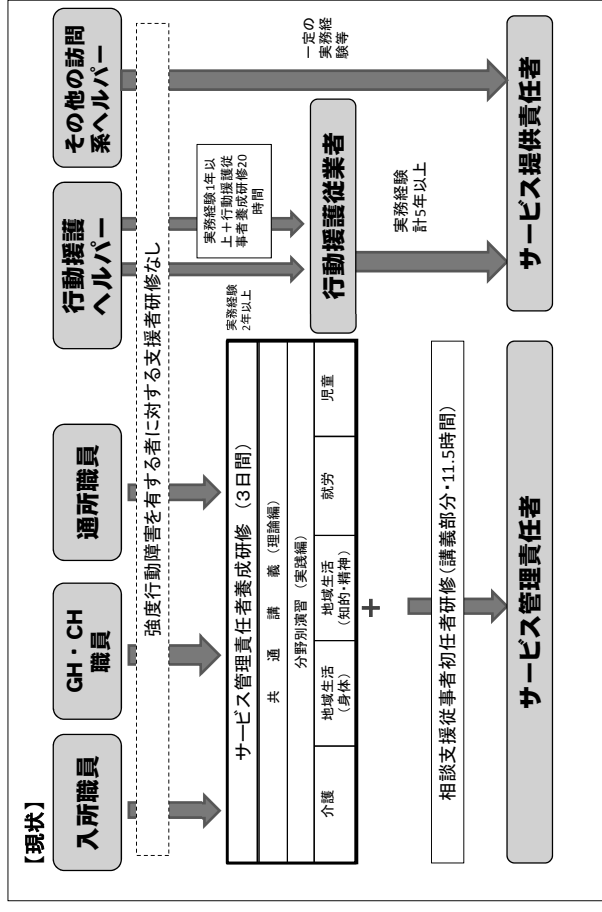 【現状】
入所職員
GH・CH
職員
通所職員
行動援護
ヘルパー
その他の訪問
系ヘルパー
強度行動障害を有する者に対する支援者研修なし
サービス管理責任者養成研修（3日間）
共　通　講　義（理論編）
分野別演習（実践編）
介護
地域生活
（身体）
地域生活
（知的・精神）
就労
児童
＋
相談支援従事者初任者研修（講義部分・11.5時間）
サービス管理責任者
実務経験
2年以上
実務経験1年以
上＋行動援護従
事者養成研修20
時間
行動援護従業者
実務経験
計5年以上
一定の
実務経
験等
サービス提供責任者